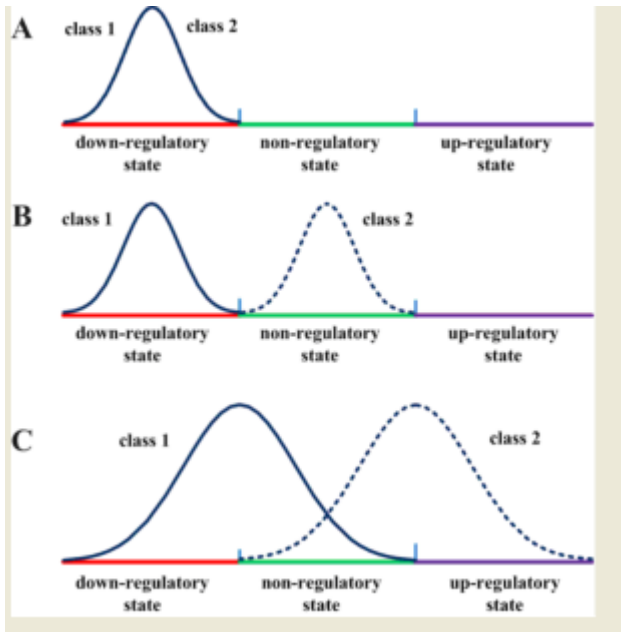 A
class 1 class 2
down-regulatory state
non-regulatory state
up-regulatory state
B
class 1
class 2
down-regulatory state
non-regulatory state
up-regulatory state
C
class 1
class 2
down-regulatory state
non-regulatory state
up-regulatory state